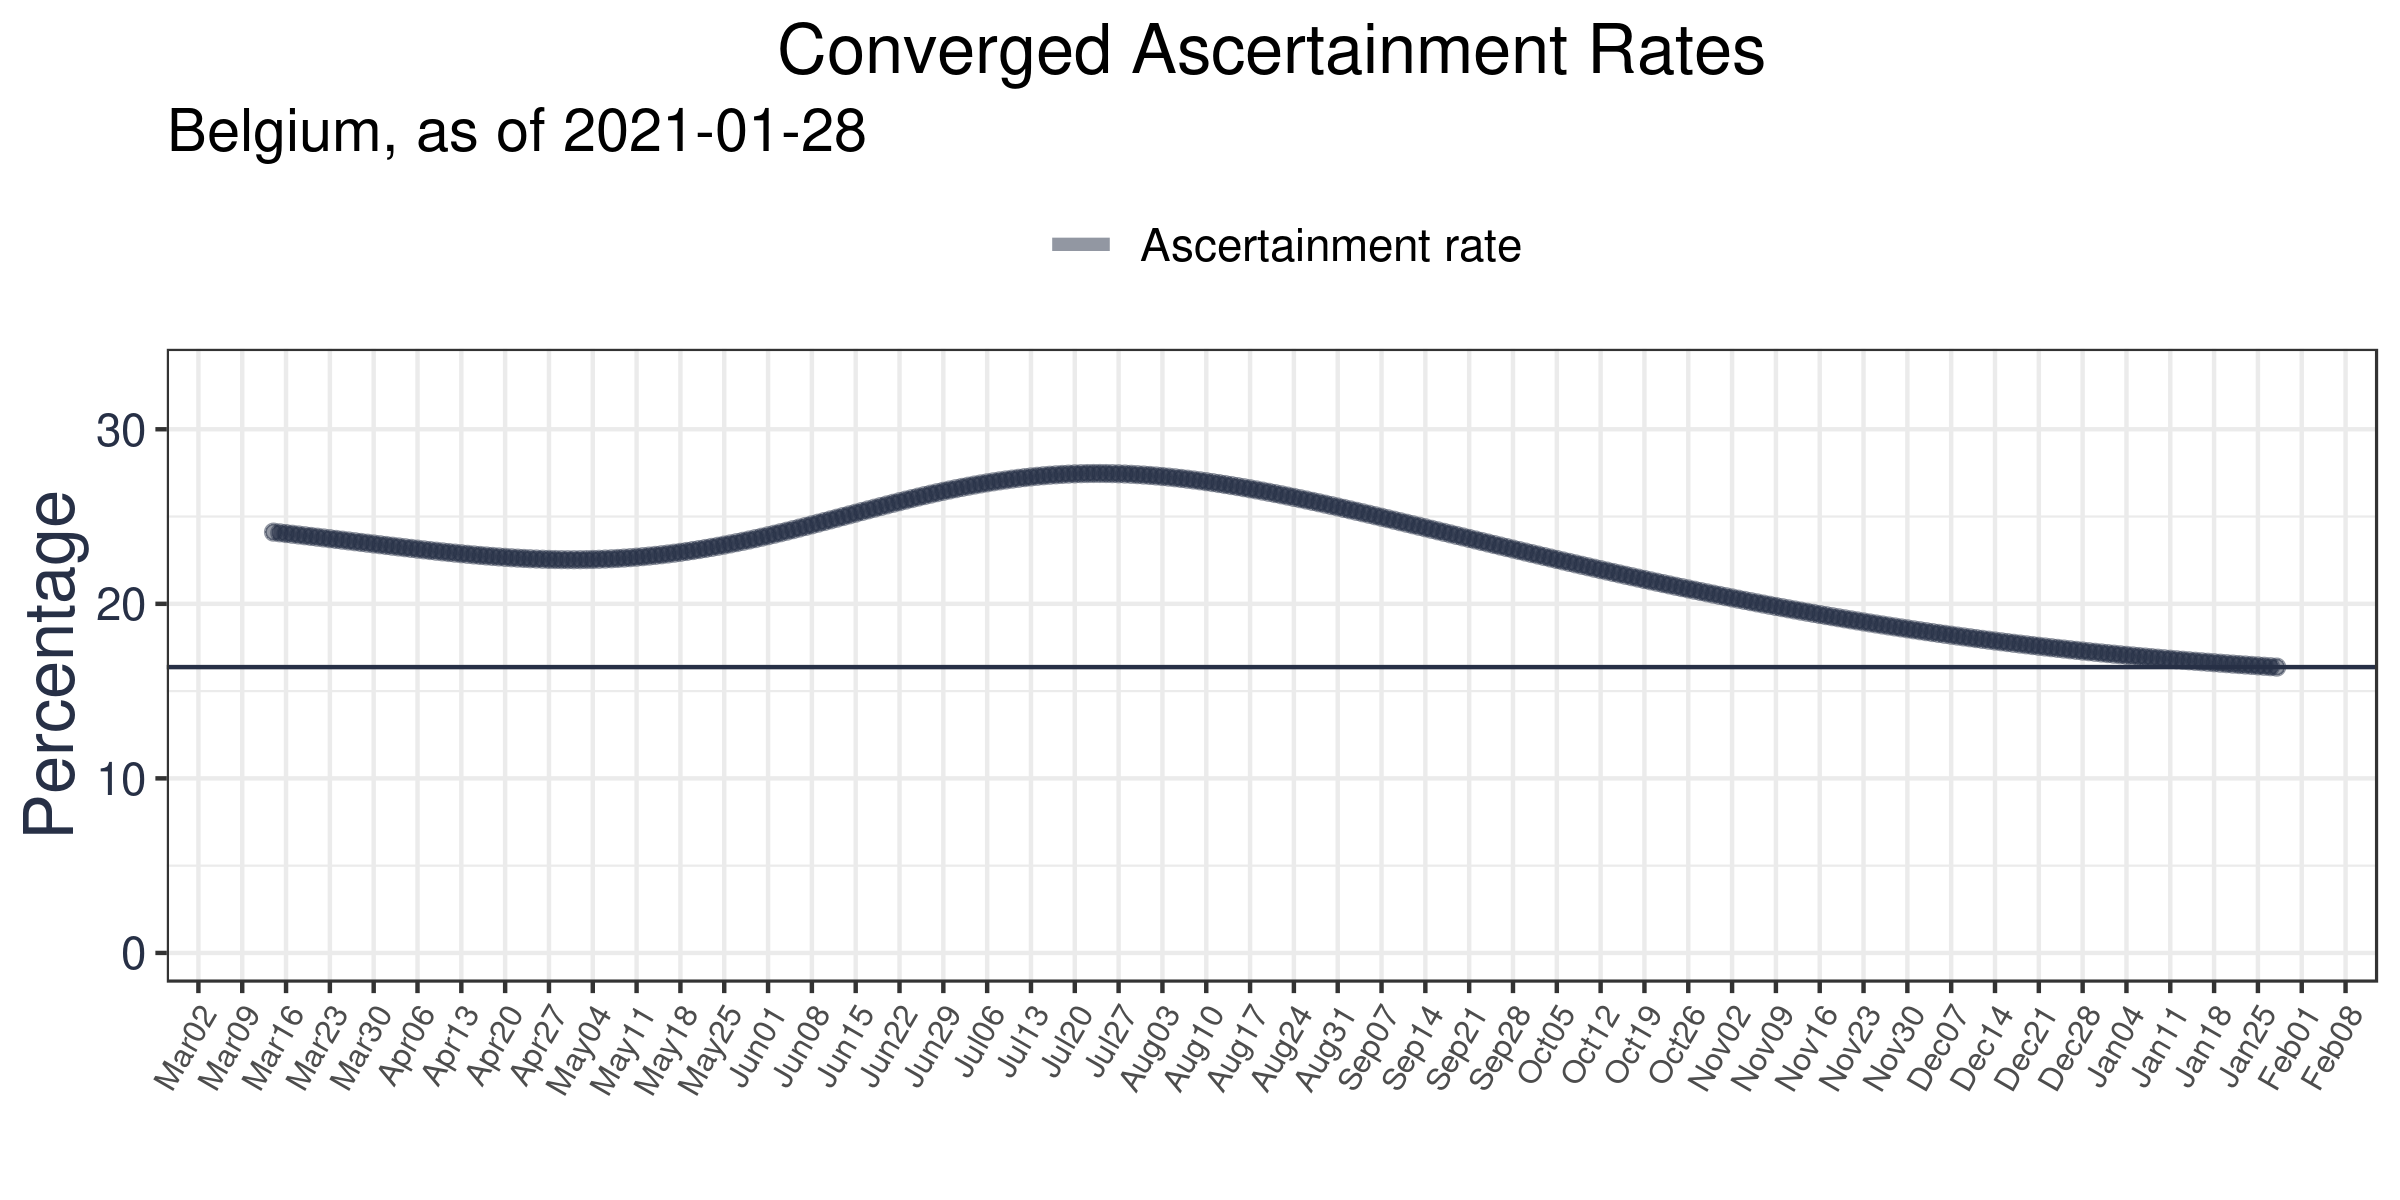 Converged Ascertainment Rates
Belgium, as of 2021-01-28
Ascertainment rate
Percentage
30
20
10
0
Mar02 Mar09 Mar16 Mar23 Mar30 Apr06 Apr13 Apr20 Apr27 May04 May11 May18 May25 Jun01 Jun08 Jun15 Jun22 Jun29 Jul06 Jul13 Jul20 Jul27 Aug03 Aug10 Aug17 Aug24 Aug31 Sep07 Sep14 Sep21 Sep28 Oct05 Oct12 Oct19 Oct26 Nov02 Nov09 Nov16 Nov23 Nov30 Dec07 Dec14 Dec21 Dec28 Jan04 Jan11 Jan18 Jan25 Feb01 Feb08